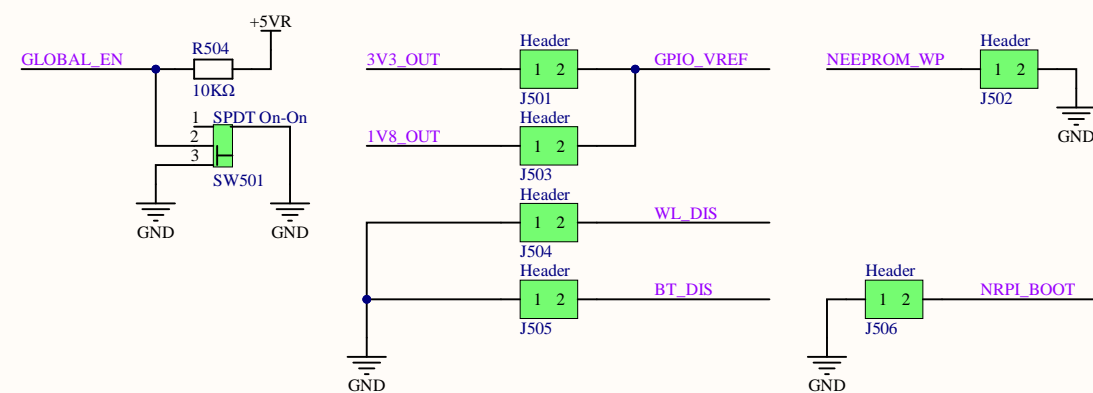 +5VR
GLOBAL_EN
R504
10KΩ
1 SPDT On-On
2
3
SW501
GND
GND
Header
3V3_OUT
1 2
GPIO_VREF
J501
Header
1V8_OUT
1 2
J503
Header
1 2
WL_DIS
J504
Header
1 2
BT_DIS
J505
GND
Header
NEEPROM_WP
1 2
J502
GND
Header
1 2
NRPI_BOOT
J506
GND